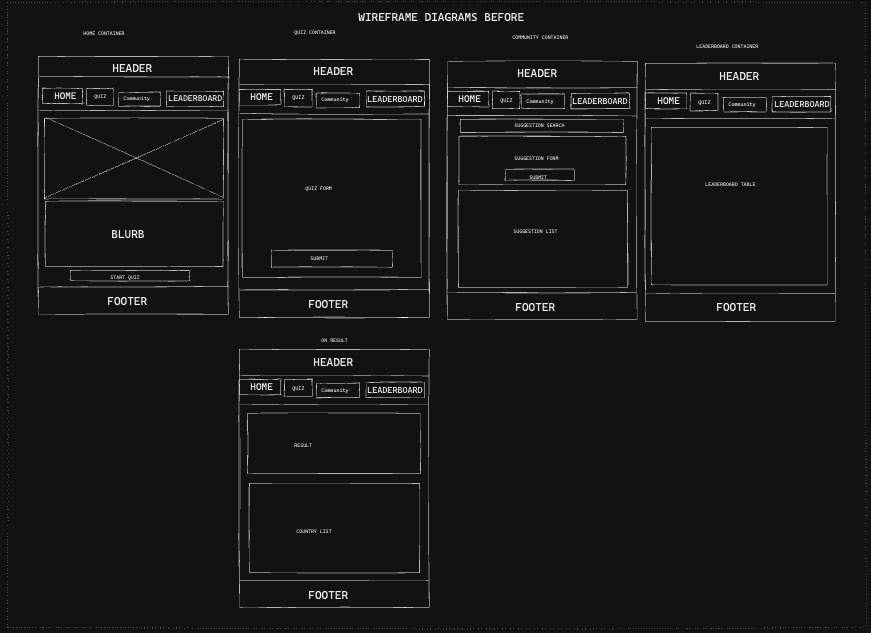 WIREFRAME DIAGRAMS BEFORE
HOME CONTAINER
HEADER
HOME
QUIZ
Community
LEADERBOARD
BLURB
START QUIZ
FOOTER
QUIZ CONTAINER
HEADER
HOME
QUIZ
Community
LEADERBOARD
QUIZ FORM
SUBMIT
FOOTER
COMMUNITY CONTAINER
HEADER
HOME
QUIZ
Community
LEADERBOARD
SUGGESTION SEARCH
SUGGESTION FORM
SUBMIT
SUGGESTION LIST
FOOTER
LEADERBOARD CONTAINER
HEADER
HOME
QUIZ
Community
LEADERBOARD
LEADERBOARD TABLE
FOOTER
ON RESULT
HEADER
HOME
QUIZ
Community
LEADERBOARD
RESULT
COUNTRY LIST
FOOTER